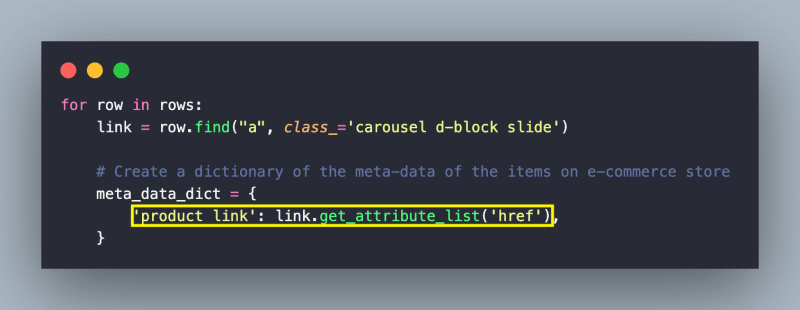 for row in rows:
    link = row.find("a", class_='carousel d-block slide')

    # Create a dictionary of the meta-data of the items on e-commerce store
    meta_data_dict = {
        'product link': link.get_attribute_list('href'),
    }